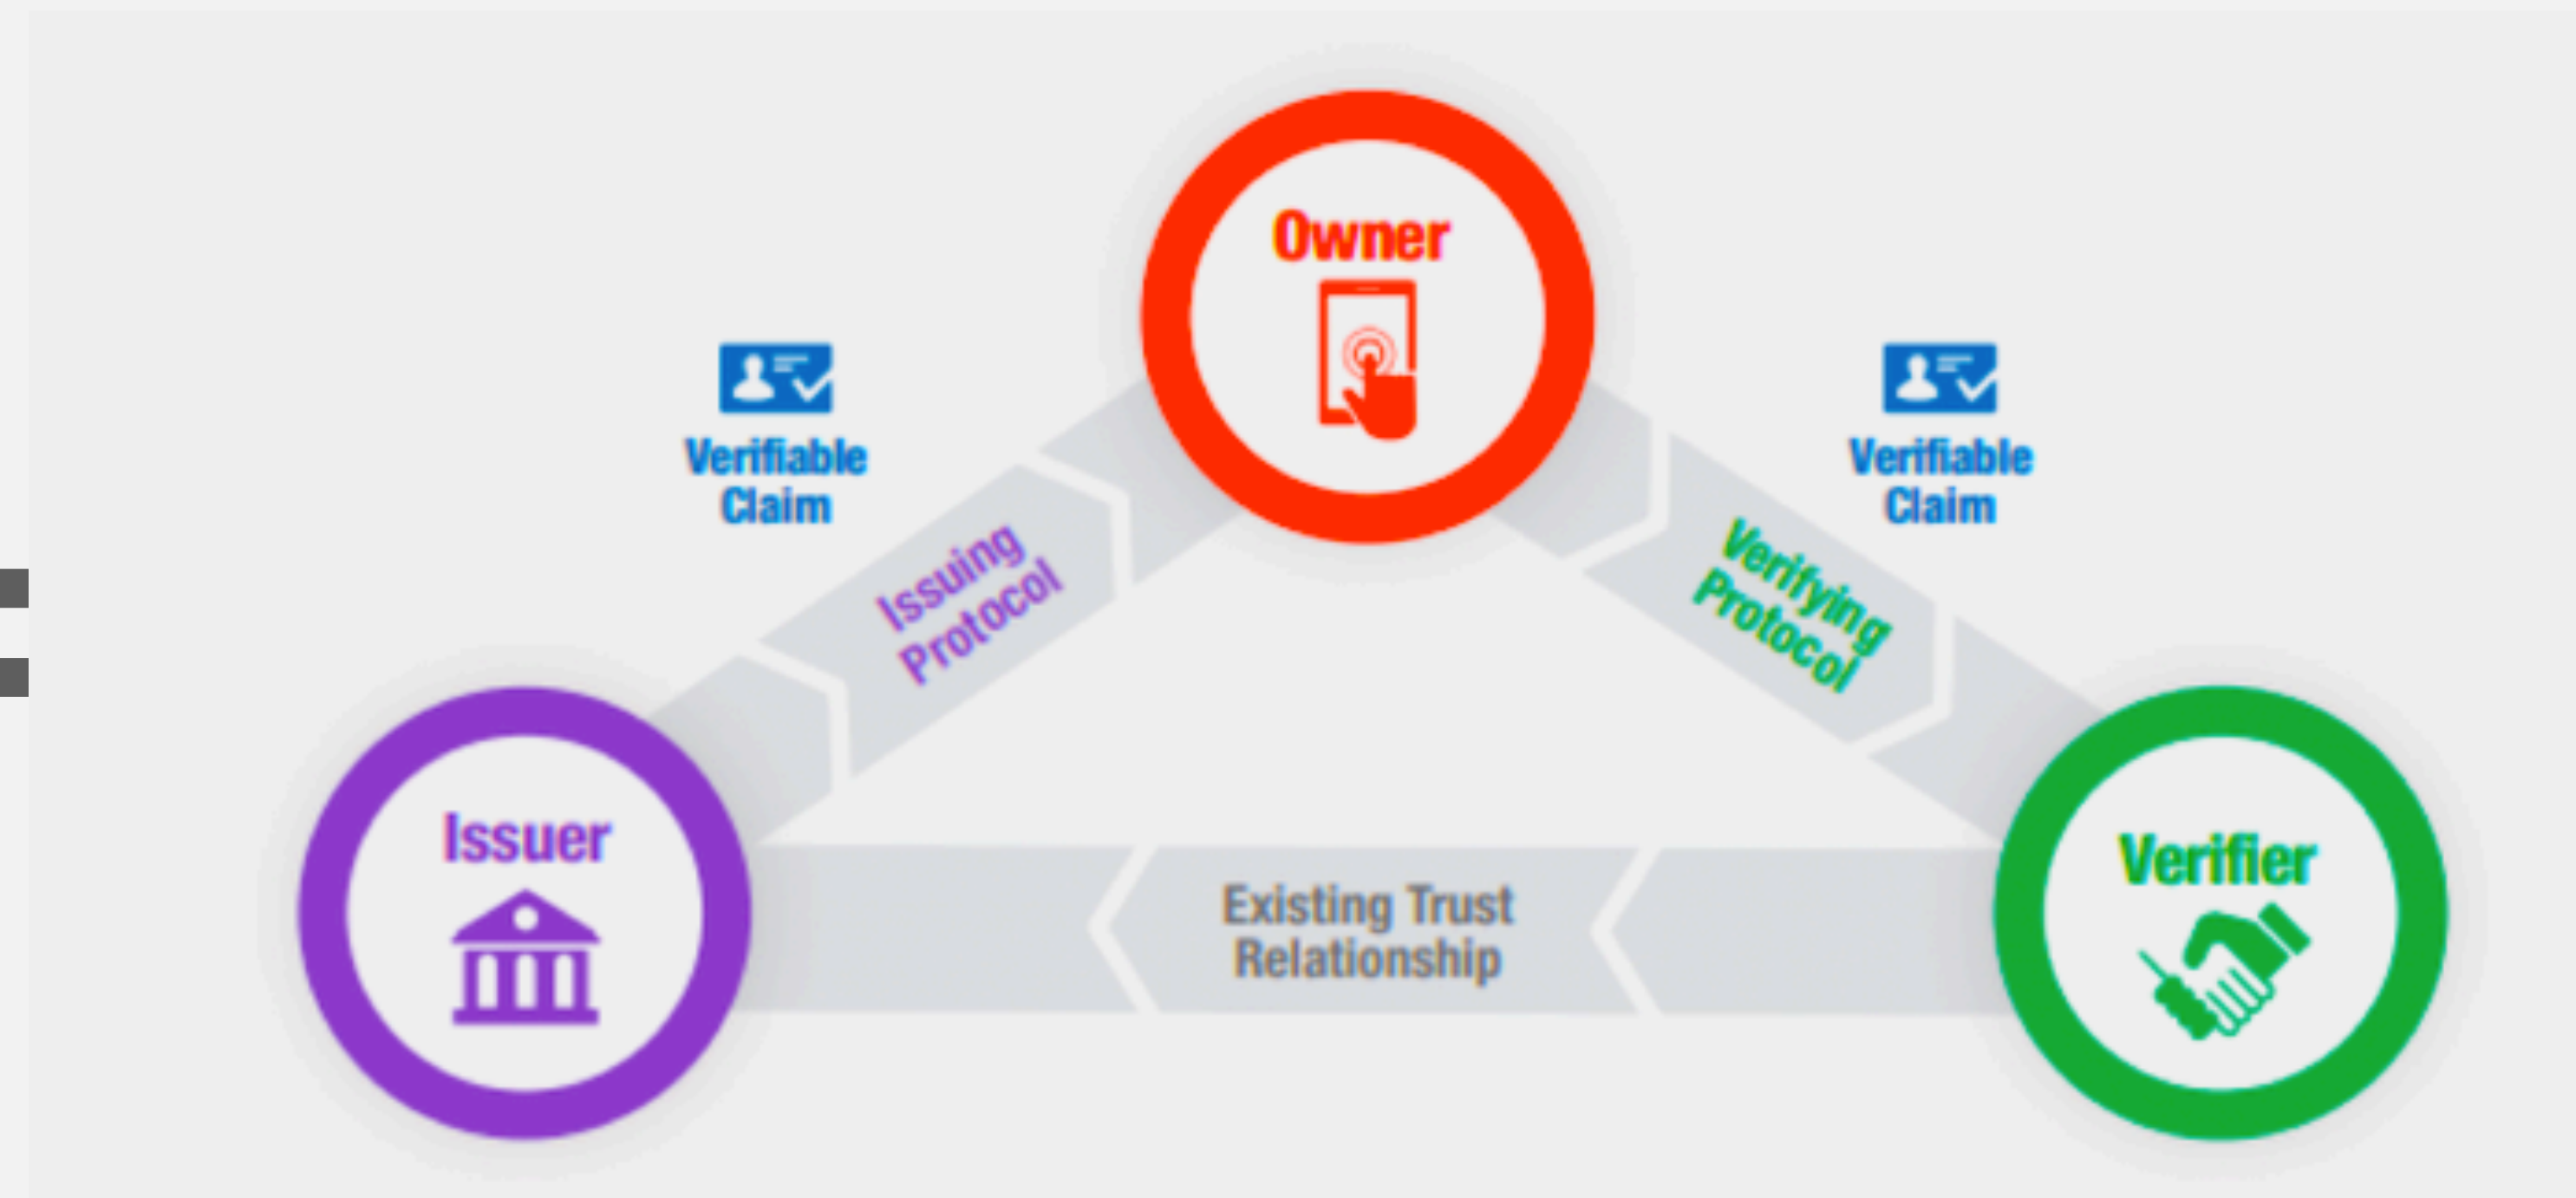 Owner
Verifiable
Claim
Verifiable
Claim
Issuing
Protocol
Verifying
Protocol
Issuer
Existing Trust
Relationship
Verifier